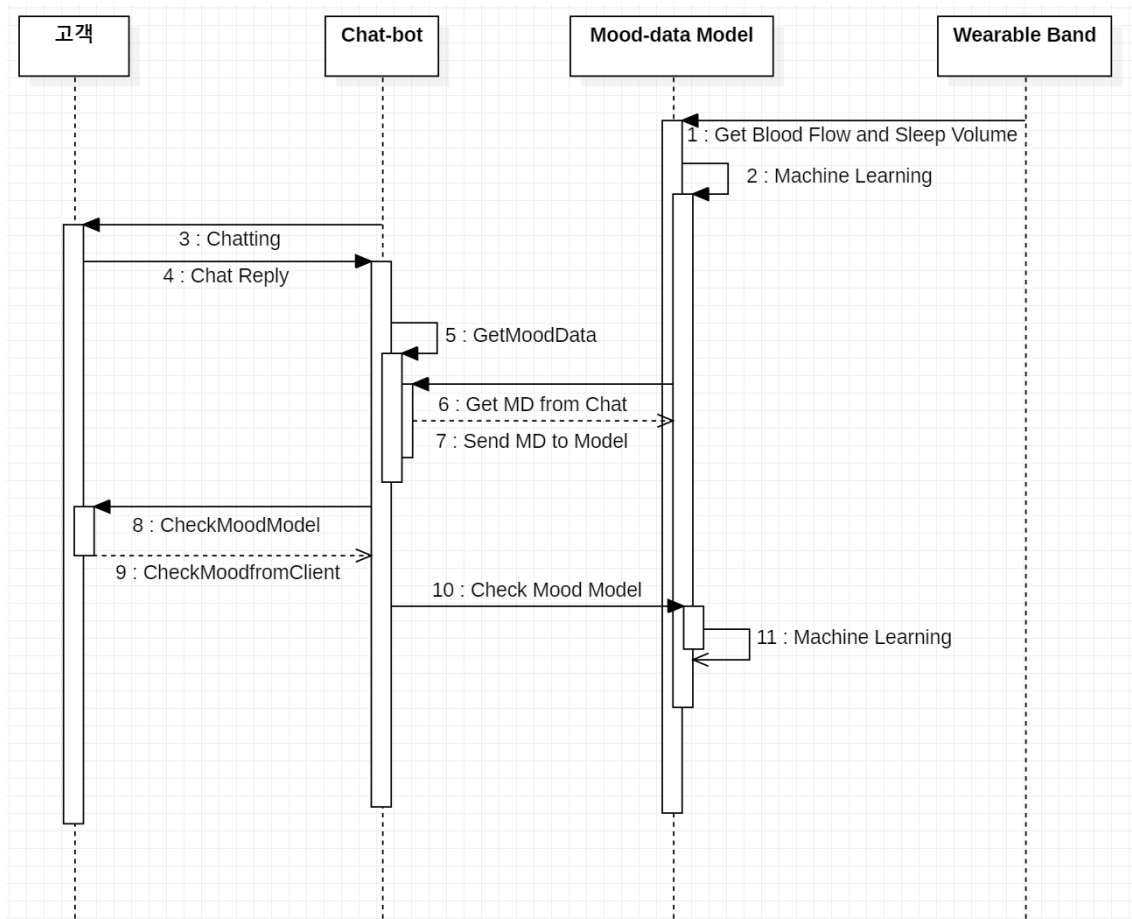 고객
Chat-bot
Mood-data Model
Wearable Band
1 : Get Blood Flow and Sleep Volume
2 : Machine Learning
3 : Chatting
4 : Chat Reply
5 : GetMoodData
6 : Get MD from Chat
7 : Send MD to Model
8 : CheckMoodModel
9 : CheckMoodfromClient
10 : Check Mood Model
11 : Machine Learning